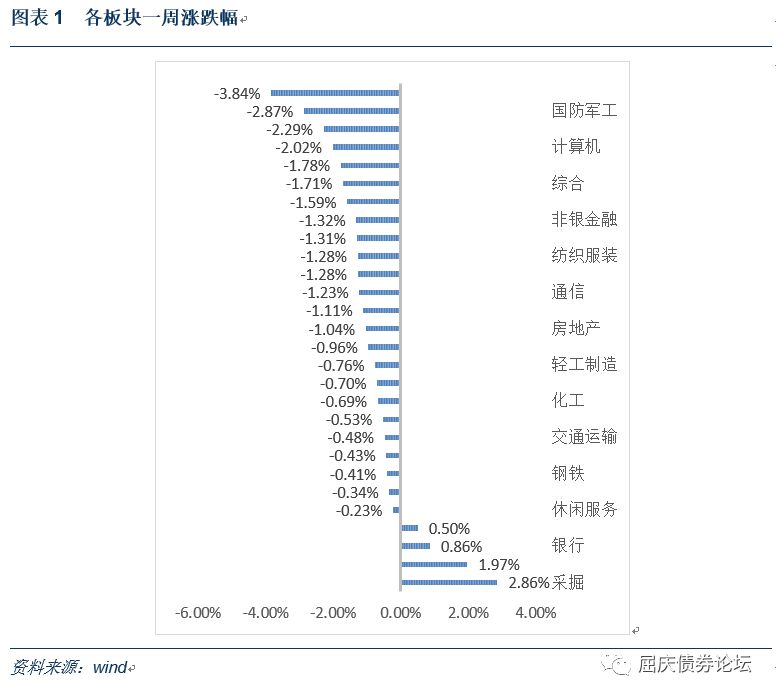 图表 1 各板块一周涨跌幅
-3.84%
-2.87% 国防军工
-2.29%
-2.02% 计算机
-1.78%
-1.71% 综合
-1.59%
-1.32% 非银金融
-1.31%
-1.28% 纺织服装
-1.28%
-1.23% 通信
-1.11%
-1.04% 房地产
-0.96%
-0.76% 轻工制造
-0.70%
-0.69% 化工
-0.53%
-0.48% 交通运输
-0.43%
-0.41% 钢铁
-0.34%
-0.23% 休闲服务
0.50%
0.86% 银行
1.97%
2.86% 采掘
-6.00% -4.00% -2.00% 0.00% 2.00% 4.00%
资料来源：wind
屈庆债券论坛